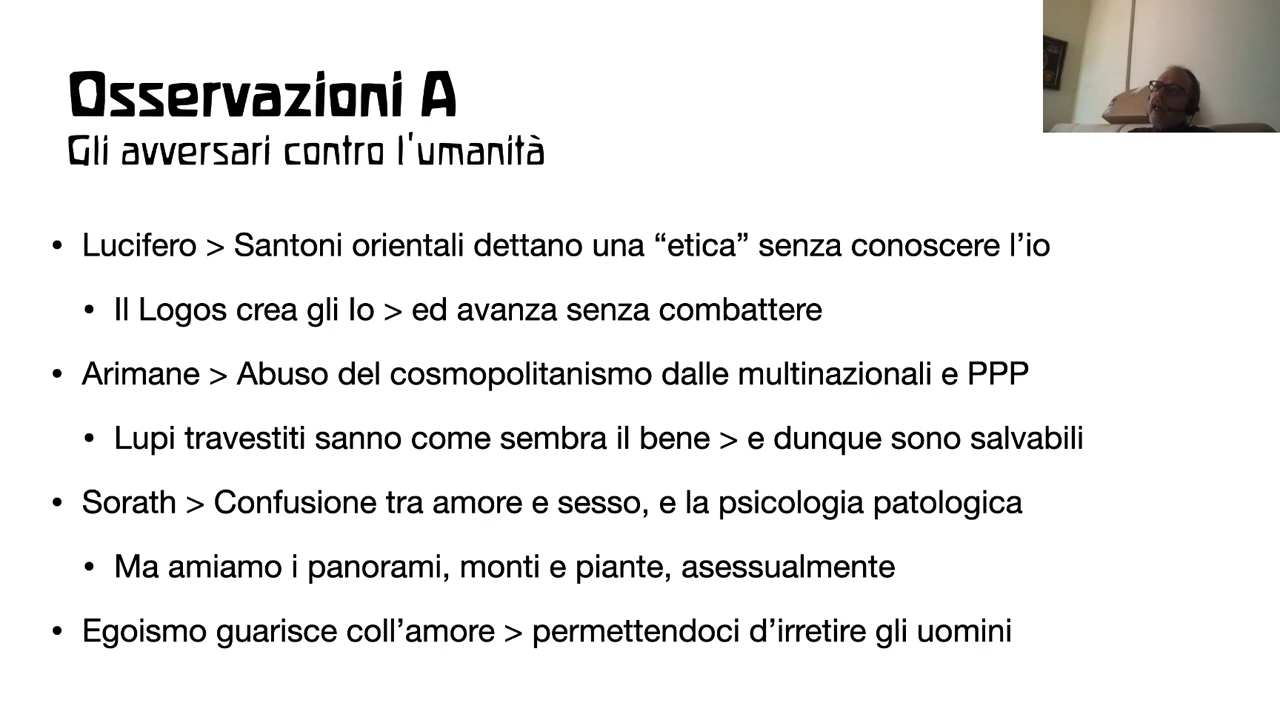 Osservazioni A
Gli avversari contro l'umanità
• Lucifero > Santoni orientali dettano una “etica” senza conoscere l’io
• Il Logos crea gli Io > ed avanza senza combattere
• Arimane > Abuso del cosmopolitanismo dalle multinazionali e PPP
• Lupi travestiti sanno come sembra il bene > e dunque sono salvabili
• Sorath > Confusione tra amore e sesso, e la psicologia patologica
• Ma amiamo i panorami, monti e piante, asessualmente
• Egoismo guarisce coll’amore > permettendoci d’irretire gli uomini